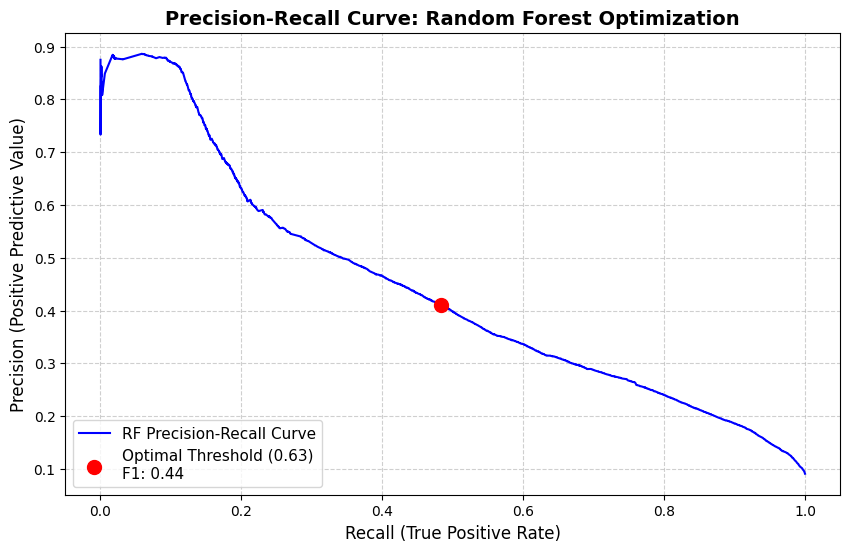 Precision-Recall Curve: Random Forest Optimization
Precision (Positive Predictive Value)
0.9
0.8
0.7
0.6
0.5
0.4
0.3
0.2
0.1
RF Precision-Recall Curve
Optimal Threshold (0.63)
F1: 0.44
0.0 0.2 0.4 0.6 0.8 1.0
Recall (True Positive Rate)